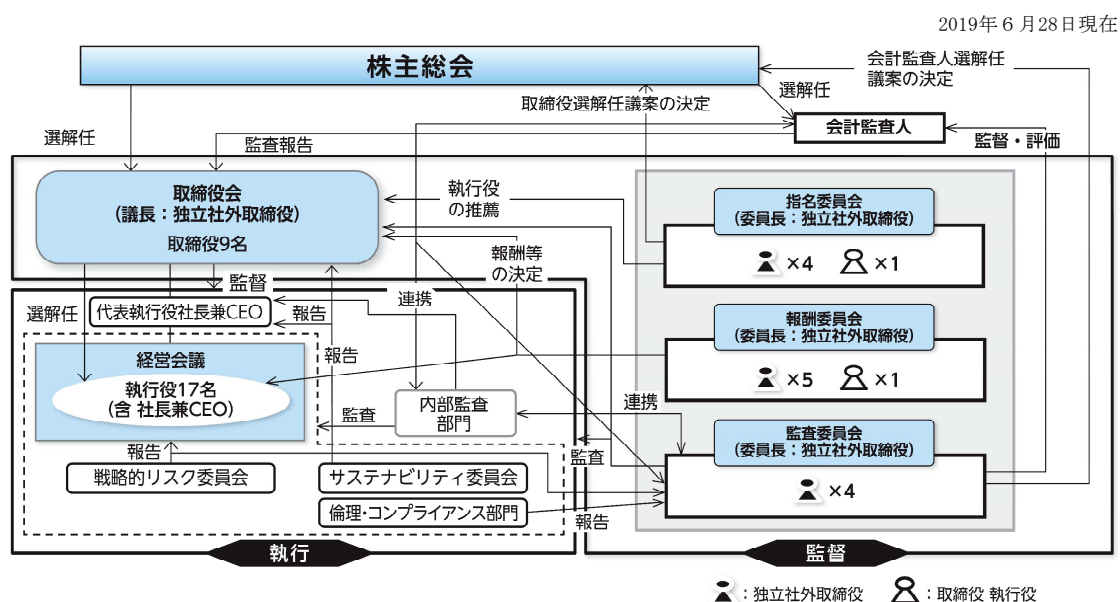 2019年６月28日現在
株主総会
会計監査人選解任
議案の決定
選解任
取締役選解任議案の決定
会計監査人
選解任
監査報告
監督・評価
取締役会
(議長：独立社外取締役)
取締役9名
執行役
の推薦
指名委員会
(委員長：独立社外取締役)
×4
×1
報酬等
の決定
監督
選解任
代表執行役社長兼CEO
報告
連携
報酬委員会
(委員長：独立社外取締役)
×5
×1
経営会議
報告
執行役17名
(含 社長兼CEO)
監査
内部監査
部門
連携
監査委員会
(委員長：独立社外取締役)
×4
報告
監査
戦略的リスク委員会
サステナビリティ委員会
倫理・コンプライアンス部門
報告
執行
監督
：独立社外取締役
：取締役 執行役